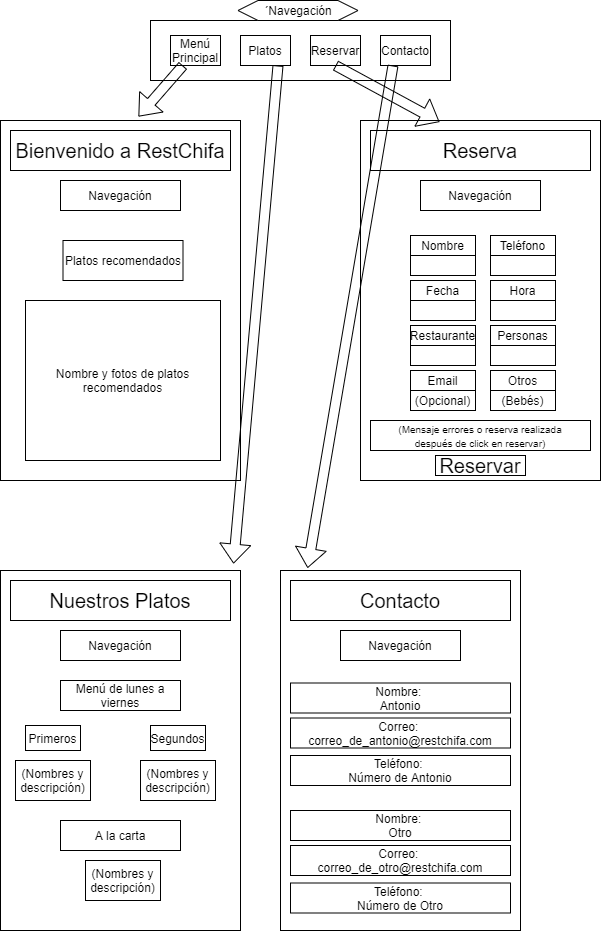 ´Navegación
Menú
Principal
Platos
Reservar
Contacto
Bienvenido a RestChifa
Navegación
Platos recomendados
Nombre y fotos de platos
recomendados
Reserva
Navegación
Nombre
Teléfono
Fecha
Hora
Restaurante
Personas
Email
(Opcional)
Otros
(Bebés)
(Mensaje errores o reserva realizada
después de click en reservar)
Reservar
Nuestros Platos
Navegación
Menú de lunes a
viernes
Primeros
Segundos
(Nombres y
descripción)
(Nombres y
descripción)
A la carta
(Nombres y
descripción)
Contacto
Navegación
Nombre:
Antonio
Correo:
correo_de_antonio@restchifa.com
Teléfono:
Número de Antonio
Nombre:
Otro
Correo:
correo_de_otro@restchifa.com
Teléfono:
Número de Otro